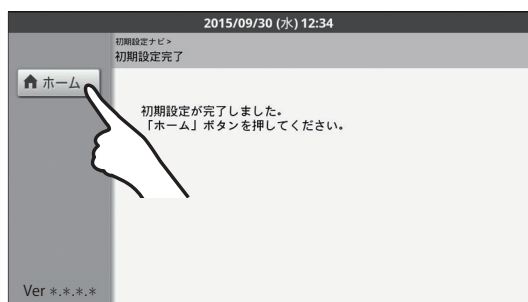 2015/09/30 (水) 12:34
初期設定ナビ>
初期設定完了
ホーム
初期設定が完了しました。
「ホーム」ボタンを押してください。
Ver *.*.*.*